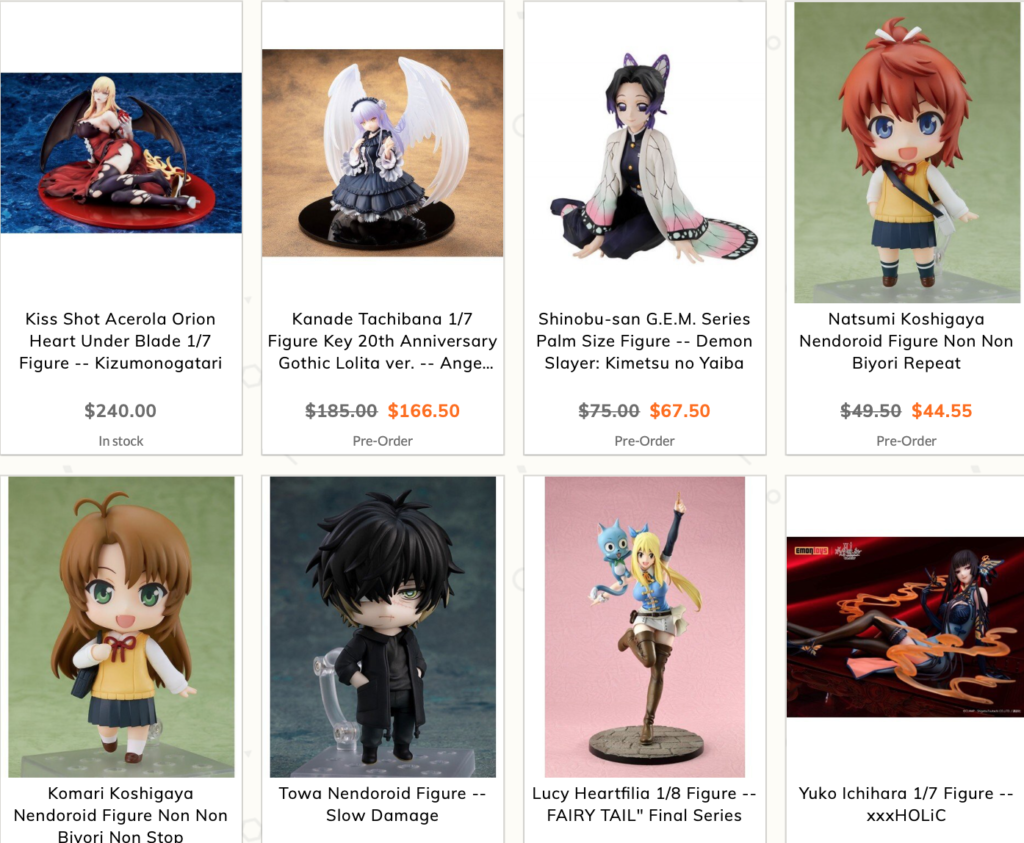 Kiss Shot Acerola Orion
Heart Under Blade 1/7
Figure -- Kizumonogatari
$240.00
In stock
Kanade Tachibana 1/7
Figure Key 20th Anniversary
Gothic Lolita ver. -- Ange...
$185.00 $166.50
Pre-Order
Shinobu-san G.E.M. Series
Palm Size Figure -- Demon
Slayer: Kimetsu no Yaiba
$75.00 $67.50
Pre-Order
Natsumi Koshigaya
Nendoroid Figure Non Non
Biyori Repeat
$49.50 $44.55
Pre-Order
Komari Koshigaya
Nendoroid Figure Non Non
Biyori Non Stop
Towa Nendoroid Figure --
Slow Damage
Lucy Heartfilia 1/8 Figure --
FAIRY TAIL" Final Series
EMONTOYS
Yuko Ichihara 1/7 Figure --
xxxHOLiC